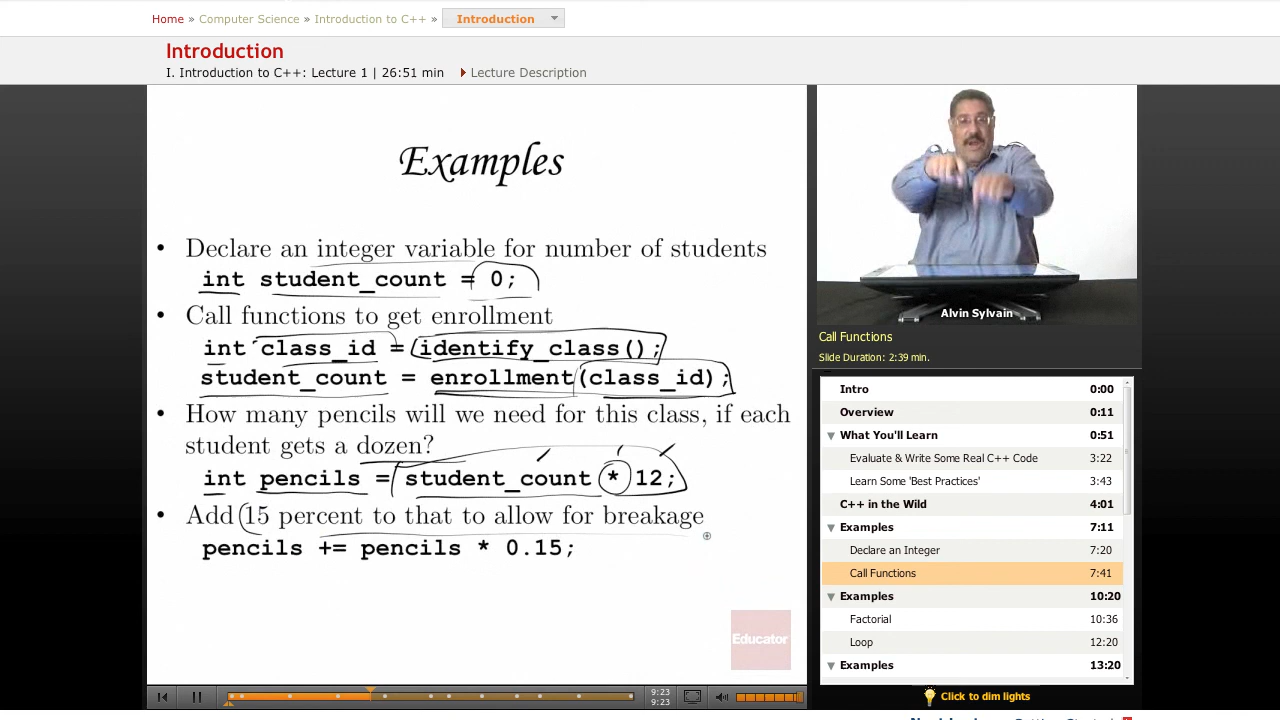 Home » Computer Science » Introduction to C++ » Introduction
Introduction
I. Introduction to C++: Lecture 1 | 26:51 min Lecture Description
Examples
• Declare an integer variable for number of students
int student_count = 0;
• Call functions to get enrollment
int class_id = identify_class();
student_count = enrollment(class_id);
• How many pencils will we need for this class, if each
student gets a dozen?
int pencils = student_count * 12;
• Add 15 percent to that to allow for breakage
pencils += pencils * 0.15;
Educator
9:23
9:23
Alvin Sylvain
Call Functions
Slide Duration: 2:39 min.
Intro 0:00
Overview 0:11
What You'll Learn 0:51
Evaluate & Write Some Real C++ Code 3:22
Learn Some 'Best Practices' 3:43
C++ in the Wild 4:01
Examples 7:11
Declare an Integer 7:20
Call Functions 7:41
Examples 10:20
Factorial 10:36
Loop 12:20
Examples 13:20
Click to dim lights